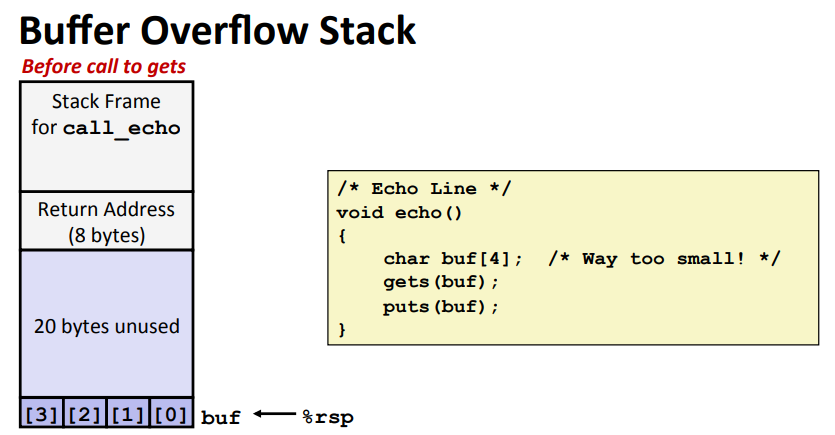 Buffer Overflow Stack
Before call to gets
Stack Frame
for call_echo
Return Address
(8 bytes)
20 bytes unused
[3] [2] [1] [0] buf %rsp
/* Echo Line */
void echo()
{
    char buf[4];  /* Way too small! */
    gets(buf);
    puts(buf);
}